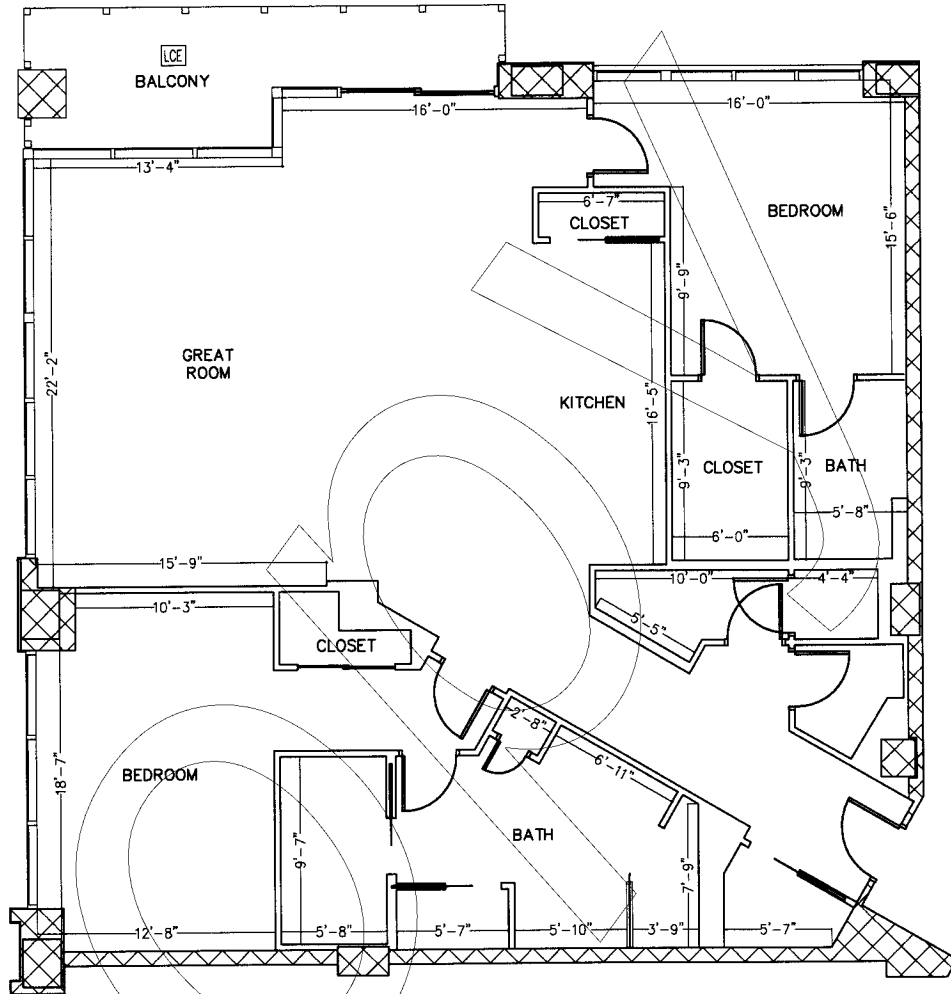 LCE
BALCONY
16'-0"
16'-0"
13'-4"
6'-7"
CLOSET
BEDROOM
15'-6"
9'-9"
GREAT
ROOM
22'-2"
KITCHEN
16'-5"
9'-3"
CLOSET
9'-3"
BATH
5'-8"
6'-0"
15'-9"
10'-0"
4'-4"
10'-3"
5'-5"
CLOSET
2'-8"
6'-11"
BEDROOM
18'-7"
BATH
9'-7"
7'-9"
12'-8"
5'-8"
5'-7"
5'-10"
3'-9"
5'-7"